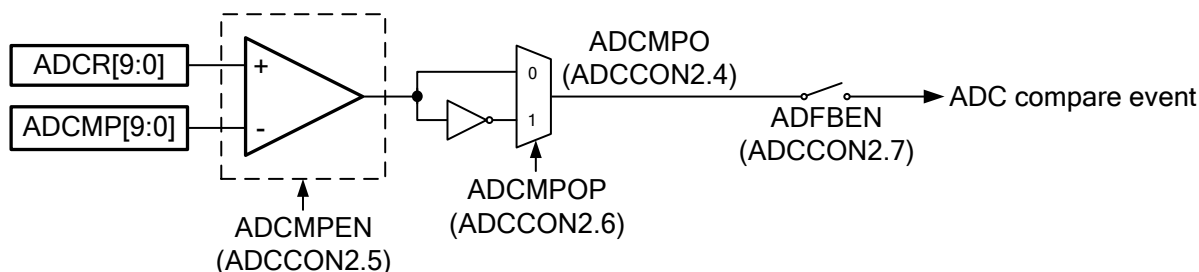 ADCR[9:0]
ADCMP[9:0]
+
-
ADCMPEN
(ADCCON2.5)
0
1
ADCMPOP
(ADCCON2.6)
ADCMPO
(ADCCON2.4)
ADFBEN
(ADCCON2.7)
ADC compare event